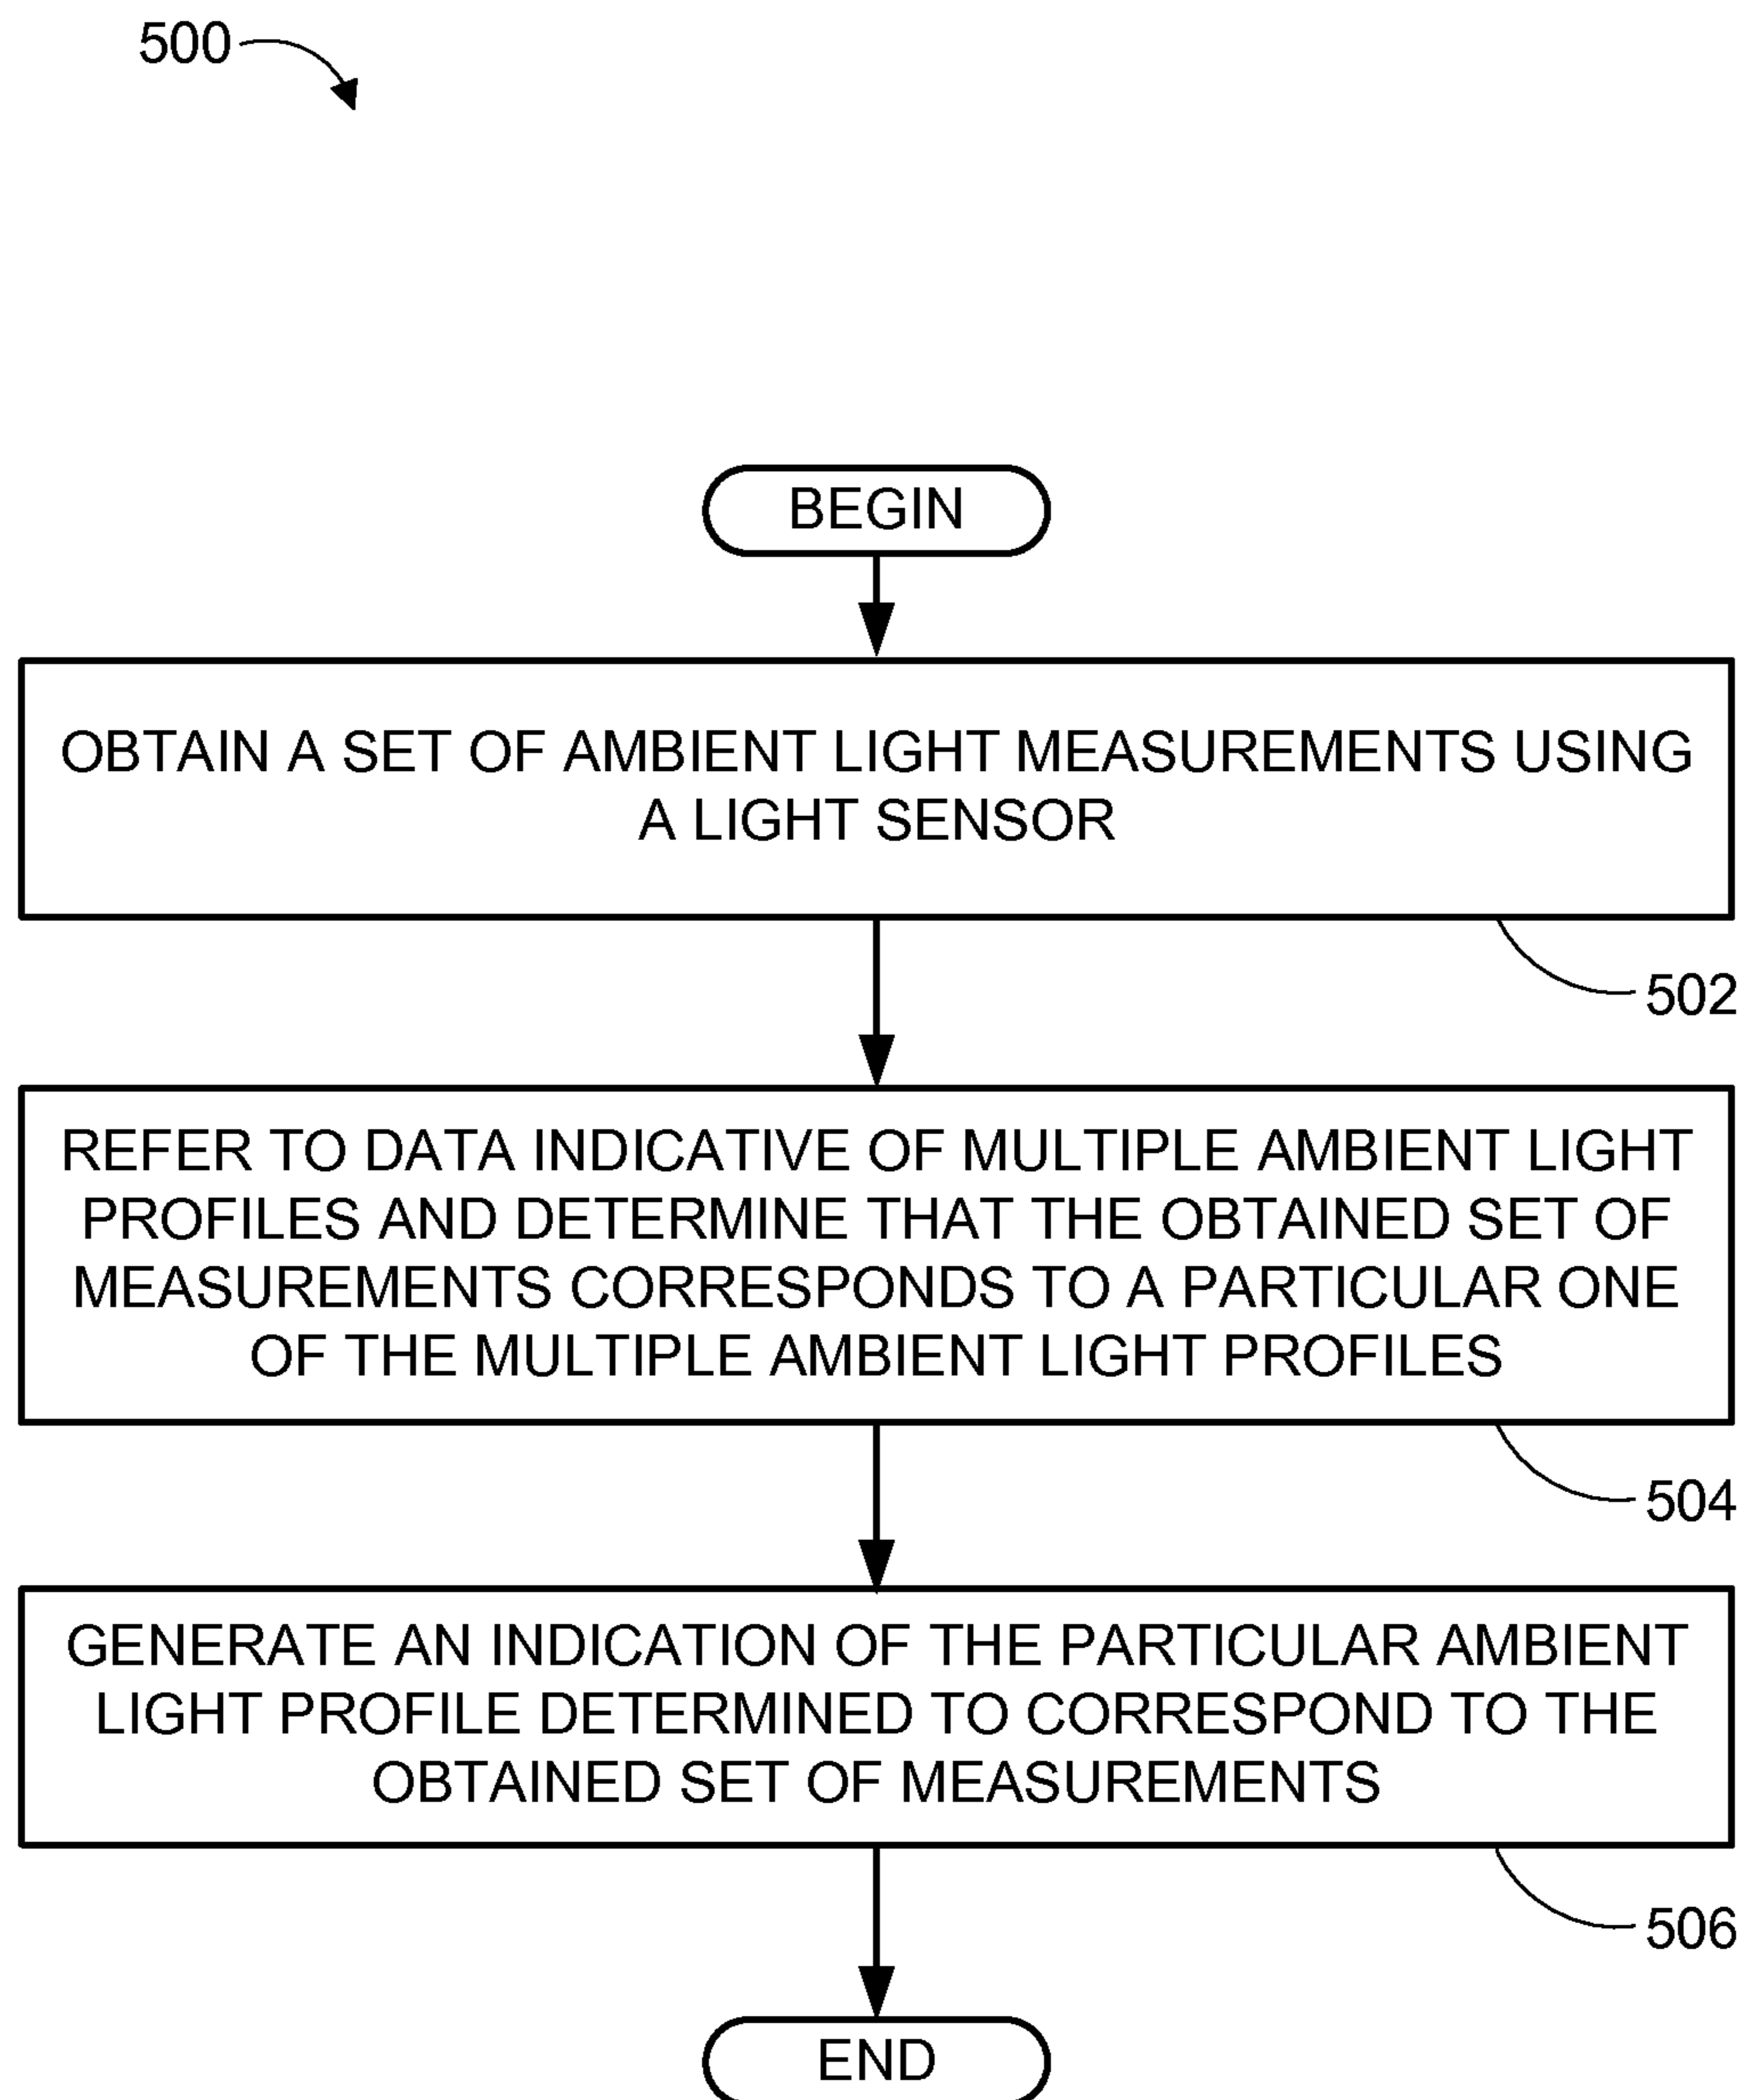 500
BEGIN
OBTAIN A SET OF AMBIENT LIGHT MEASUREMENTS USING
A LIGHT SENSOR
502
REFER TO DATA INDICATIVE OF MULTIPLE AMBIENT LIGHT
PROFILES AND DETERMINE THAT THE OBTAINED SET OF
MEASUREMENTS CORRESPONDS TO A PARTICULAR ONE
OF THE MULTIPLE AMBIENT LIGHT PROFILES
504
GENERATE AN INDICATION OF THE PARTICULAR AMBIENT
LIGHT PROFILE DETERMINED TO CORRESPOND TO THE
OBTAINED SET OF MEASUREMENTS
506
END